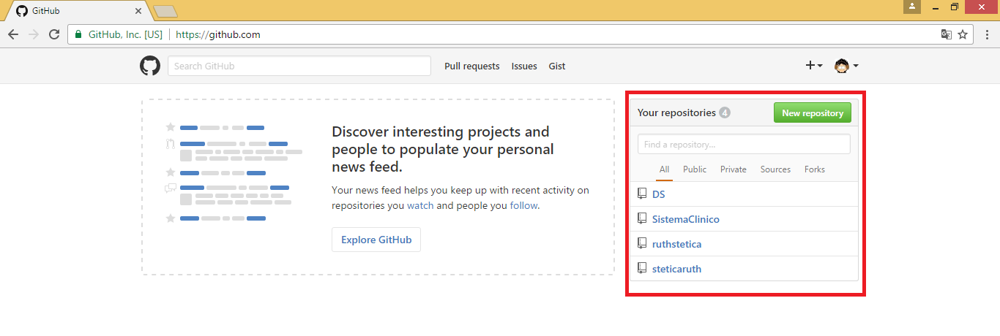 GitHub
GitHub, Inc. [US] https://github.com
Search GitHub Pull requests Issues Gist
Discover interesting projects and
people to populate your personal
news feed.
Your news feed helps you keep up with recent activity on
repositories you watch and people you follow.
Explore GitHub
Your repositories 4 New repository
Find a repository...
All Public Private Sources Forks
DS
SistemaClinico
ruthstetica
steticaruth